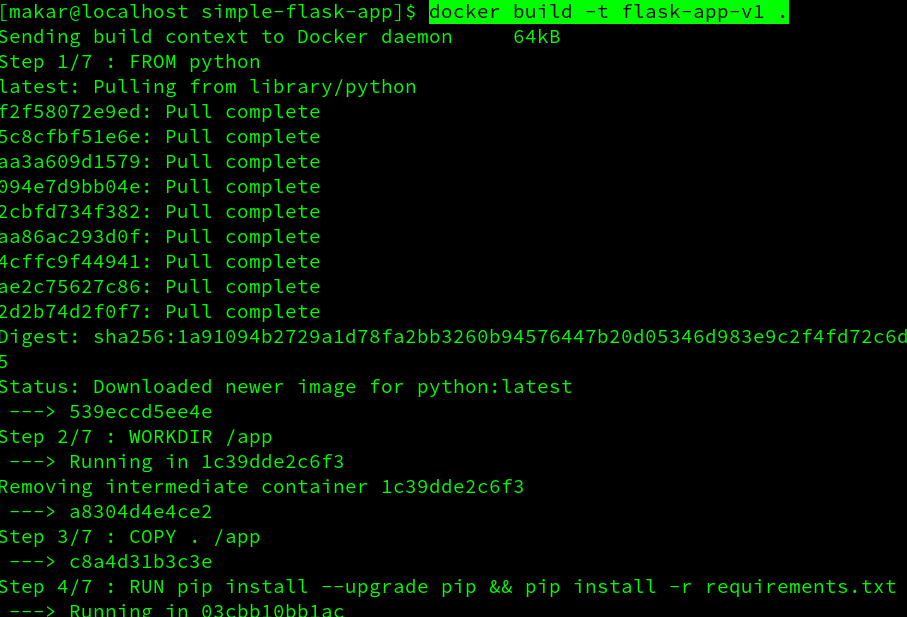 [makar@localhost simple-flask-app]$ docker build -t flask-app-v1 .
Sending build context to Docker daemon     64kB
Step 1/7 : FROM python
latest: Pulling from library/python
f2f58072e9ed: Pull complete
5c8cfbf51e6e: Pull complete
aa3a609d1579: Pull complete
094e7d9bb04e: Pull complete
2cbfd734f382: Pull complete
aa86ac293d0f: Pull complete
4cffc9f44941: Pull complete
ae2c75627c86: Pull complete
2d2b74d2f0f7: Pull complete
Digest: sha256:1a91094b2729a1d78fa2bb3260b94576447b20d05346d983e9c2f4fd72c6d
5
Status: Downloaded newer image for python:latest
 ---> 539eccd5ee4e
Step 2/7 : WORKDIR /app
 ---> Running in 1c39dde2c6f3
Removing intermediate container 1c39dde2c6f3
 ---> a8304d4e4ce2
Step 3/7 : COPY . /app
 ---> c8a4d31b3c3e
Step 4/7 : RUN pip install --upgrade pip && pip install -r requirements.txt
 ---> Running in 03cbb10bb1ac